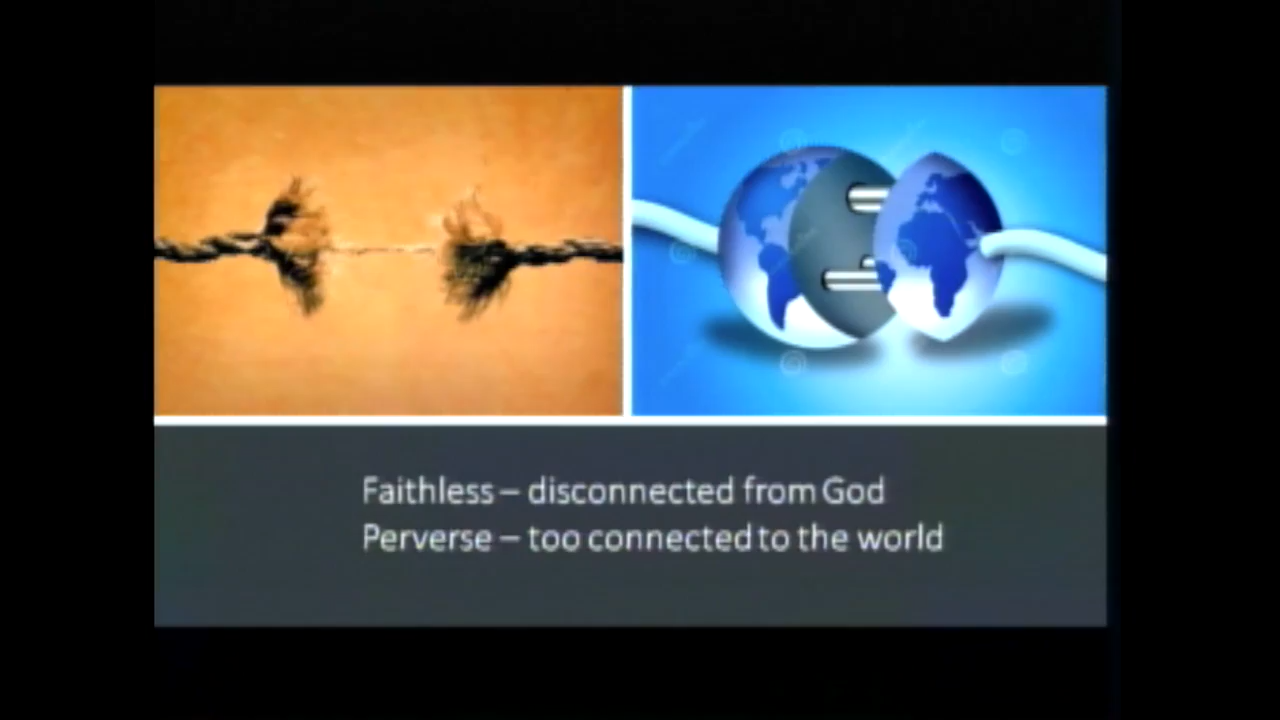 Faithless – disconnected from God
Perverse – too connected to the world